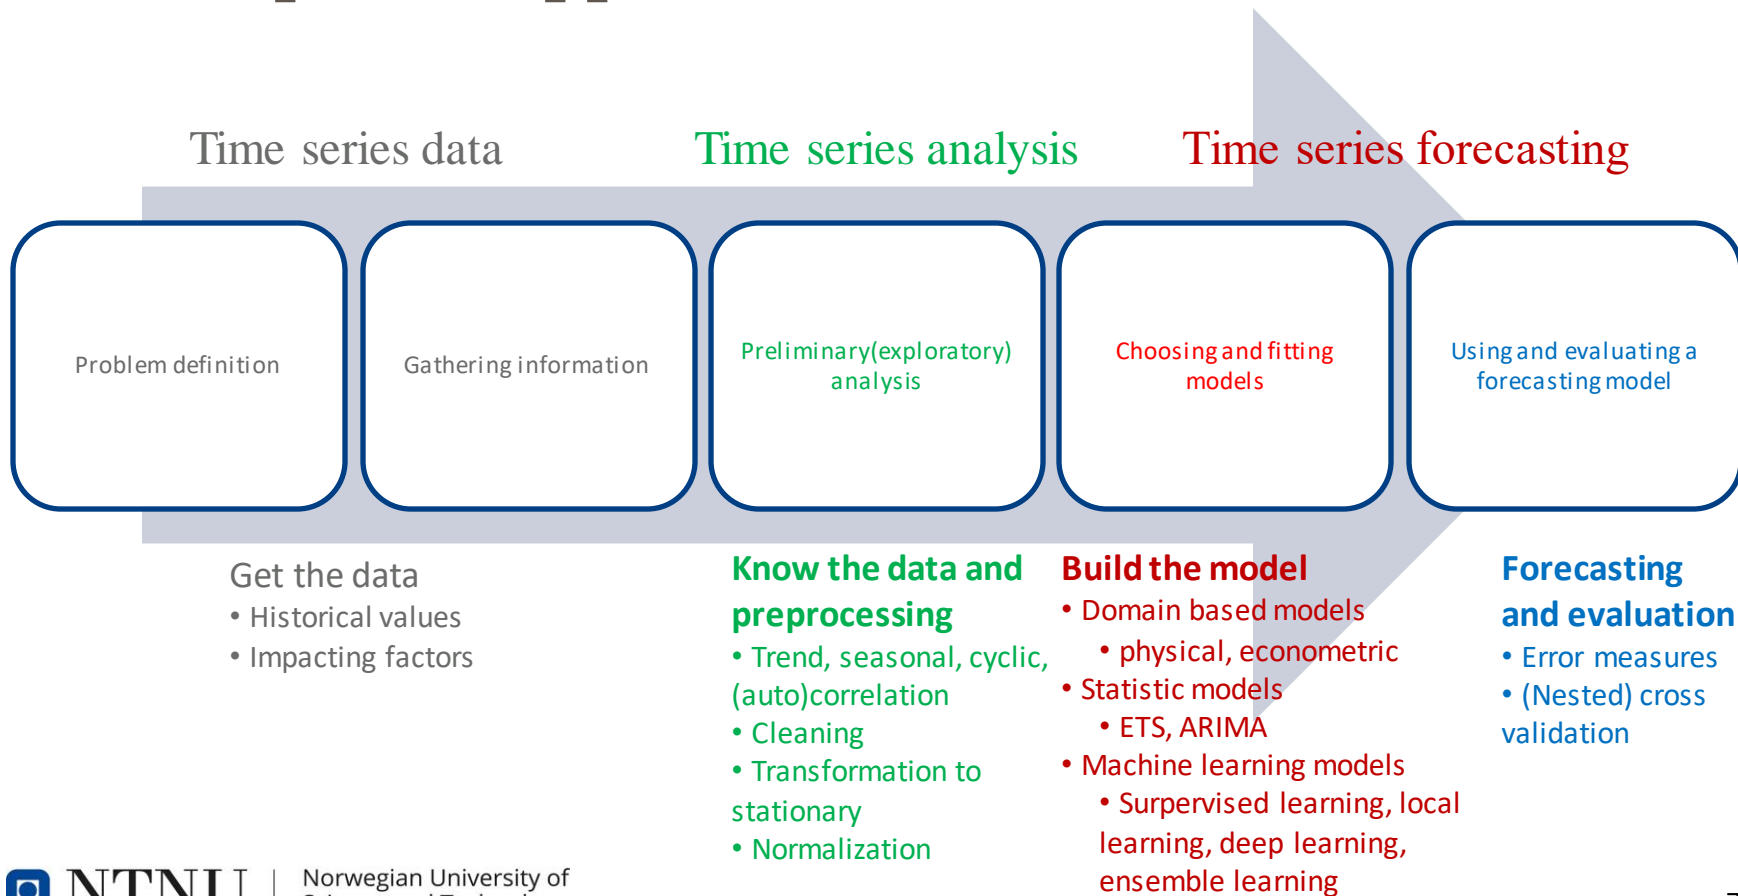 Time series data
Time series analysis
Time series forecasting
Problem definition
Gathering information
Preliminary(exploratory)
analysis
Choosing and fitting
models
Using and evaluating a
forecasting model
Get the data
• Historical values
• Impacting factors
Know the data and
preprocessing
• Trend, seasonal, cyclic,
(auto)correlation
• Cleaning
• Transformation to
stationary
• Normalization
Build the model
• Domain based models
• physical, econometric
• Statistic models
• ETS, ARIMA
• Machine learning models
• Surpervised learning, local
learning, deep learning,
ensemble learning
Forecasting
and evaluation
• Error measures
• (Nested) cross
validation
NTNU
Norwegian University of